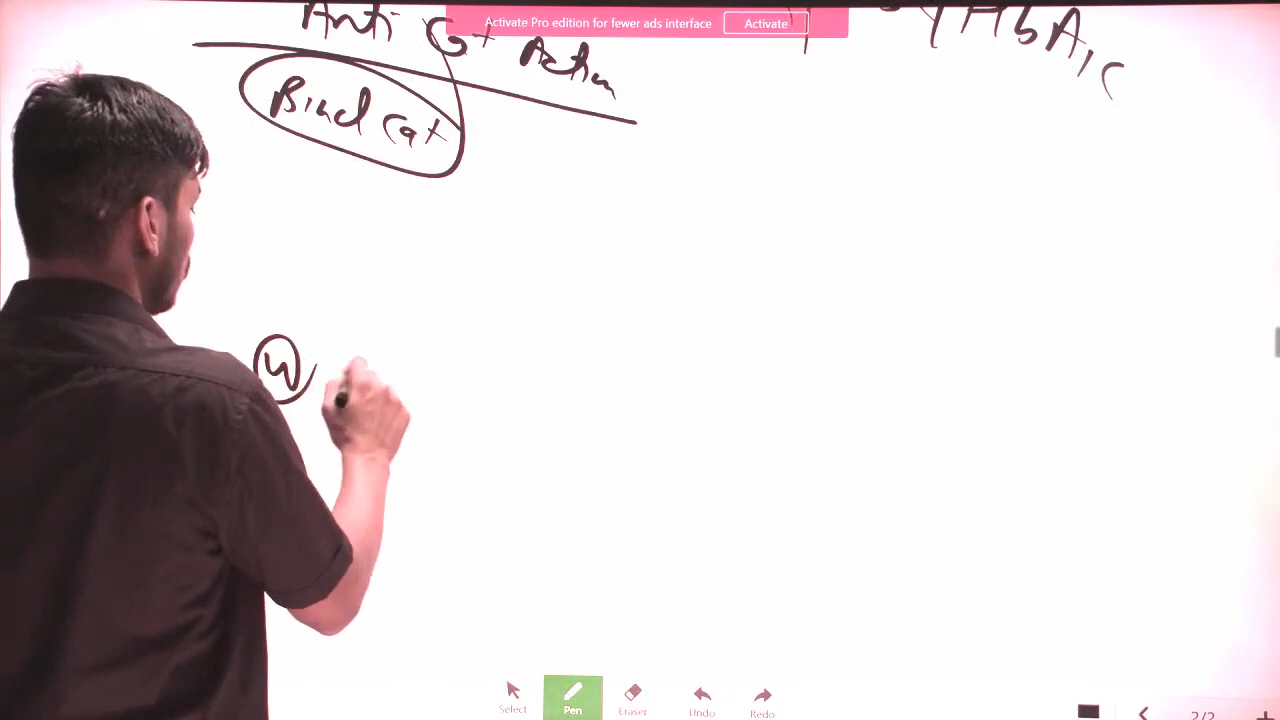 Activate Pro edition for fewer ads interface Activate
Anti Action
HbA1c
Bind Ca+
Select Pen Eraser Undo Redo
2/2